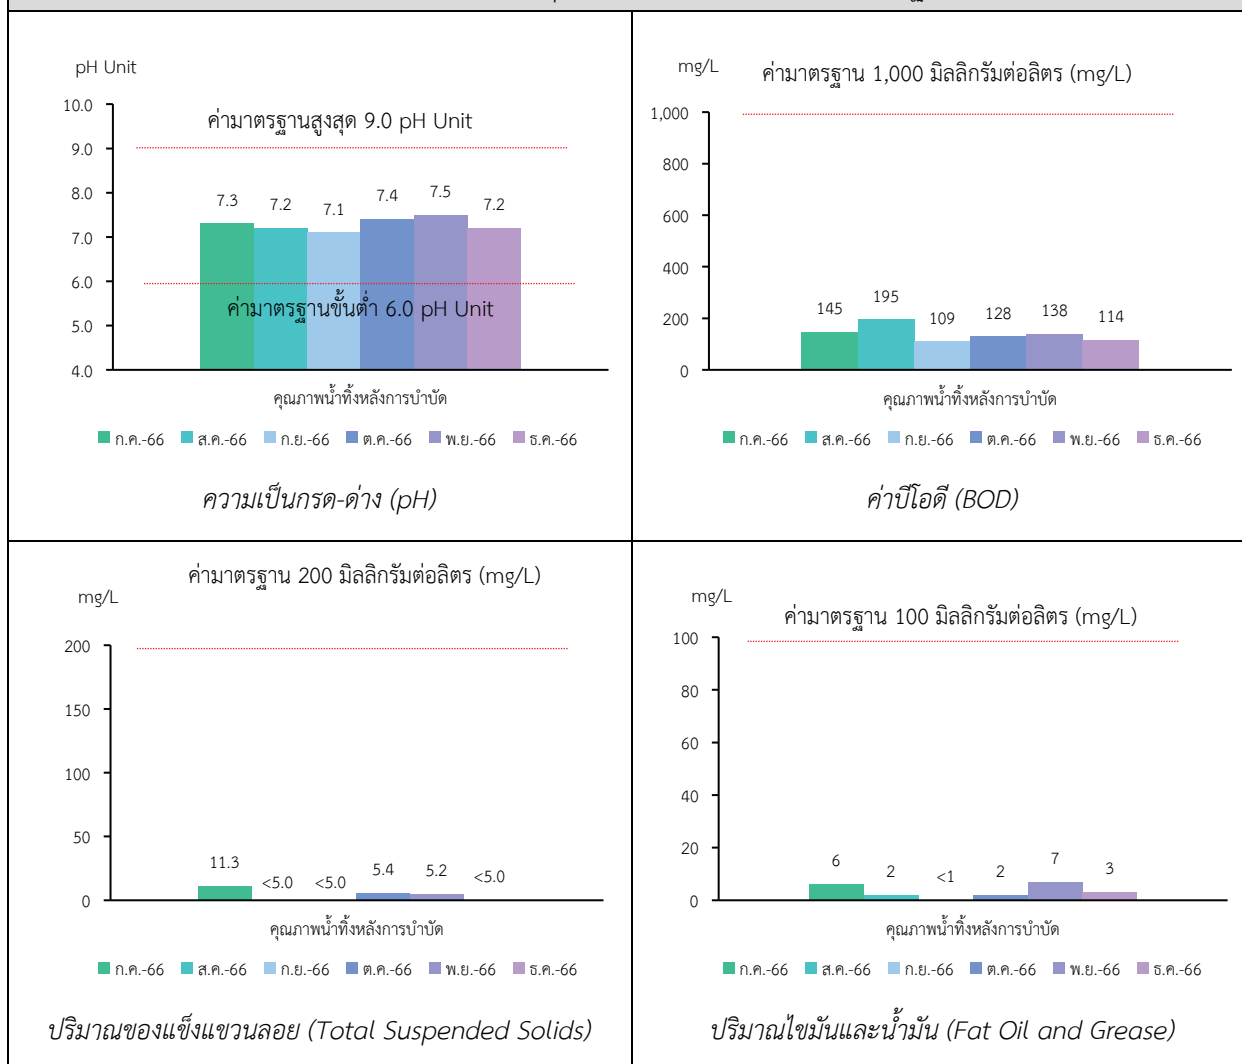 pH Unit
ค่ามาตรฐานสูงสุด 9.0 pH Unit
10.0
9.0
8.0
7.0
6.0
5.0
4.0
7.3
7.2
7.1
7.4
7.5
7.2
ค่ามาตรฐานขั้นต่ำ 6.0 pH Unit
คุณภาพน้ำทิ้งหลังการบำบัด
ก.ค.-66 ส.ค.-66 ก.ย.-66 ต.ค.-66 พ.ย.-66 ธ.ค.-66
ความเป็นกรด-ด่าง (pH)
mg/L
ค่ามาตรฐาน 1,000 มิลลิกรัมต่อลิตร (mg/L)
1,000
800
600
400
200
0
145
195
109
128
138
114
คุณภาพน้ำทิ้งหลังการบำบัด
ก.ค.-66 ส.ค.-66 ก.ย.-66 ต.ค.-66 พ.ย.-66 ธ.ค.-66
ค่าบีโอดี (BOD)
ค่ามาตรฐาน 200 มิลลิกรัมต่อลิตร (mg/L)
mg/L
200
150
100
50
0
11.3
<5.0
<5.0
5.4
5.2
<5.0
คุณภาพน้ำทิ้งหลังการบำบัด
ก.ค.-66 ส.ค.-66 ก.ย.-66 ต.ค.-66 พ.ย.-66 ธ.ค.-66
ปริมาณของแข็งแขวนลอย (Total Suspended Solids)
mg/L
ค่ามาตรฐาน 100 มิลลิกรัมต่อลิตร (mg/L)
100
80
60
40
20
0
6
2
<1
2
7
3
คุณภาพน้ำทิ้งหลังการบำบัด
ก.ค.-66 ส.ค.-66 ก.ย.-66 ต.ค.-66 พ.ย.-66 ธ.ค.-66
ปริมาณไขมันและน้ำมัน (Fat Oil and Grease)